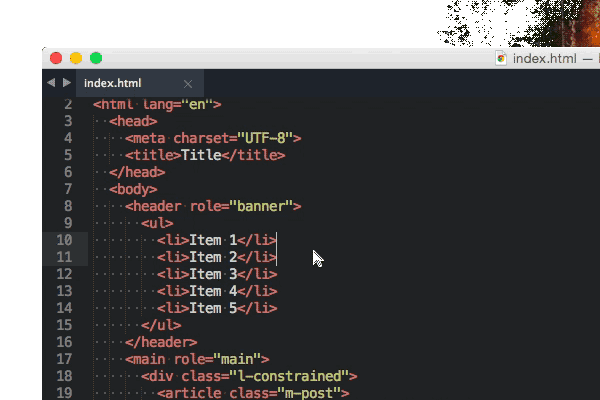 index.html —
index.html
2 <html lang="en">
3 <head>
4 <meta charset="UTF-8">
5 <title>Title</title>
6 </head>
7 <body>
8 <header role="banner">
9 <ul>
10 <li>Item 1</li>
11 <li>Item 2</li>
12 <li>Item 3</li>
13 <li>Item 4</li>
14 <li>Item 5</li>
15 </ul>
16 </header>
17 <main role="main">
18 <div class="l-constrained">
19 <article class="m-post">